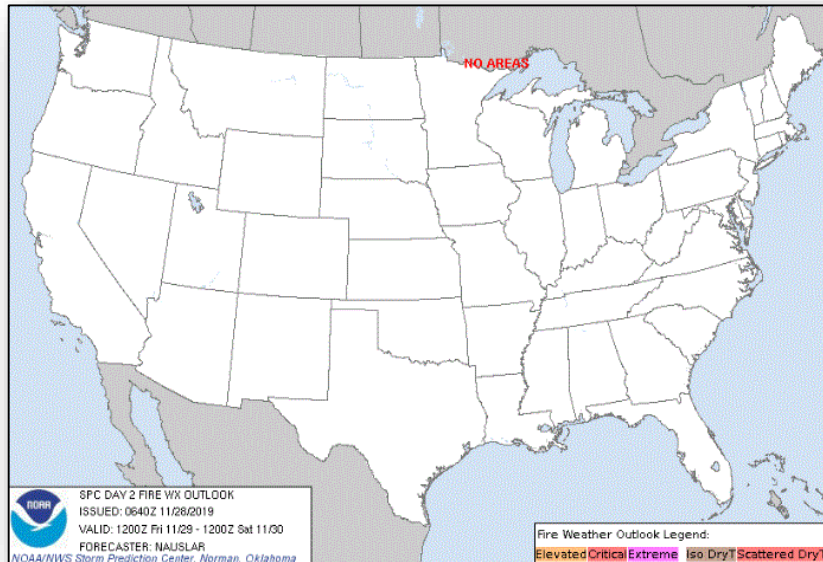 NO AREAS
NOAA
SPC DAY 2 FIRE WX OUTLOOK
ISSUED: 0640Z 11/28/2019
VALID: 1200Z Fri 11/29 - 1200Z Sat 11/30
FORECASTER: NAUSLAR
NOAA/NWS Storm Prediction Center, Norman, Oklahoma
Fire Weather Outlook Legend:
Elevated Critical Extreme Iso DryT Scattered DryT